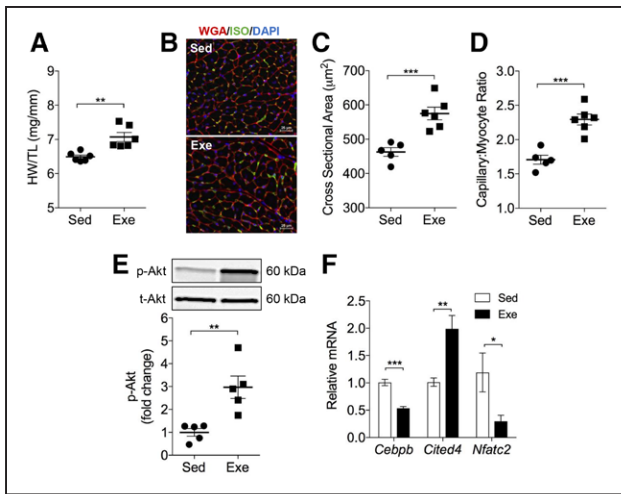 A
HW/TL (mg/mm)
9
8
7
6
5
**
Sed Exe
B
WGA/ISO/DAPI
Sed
Exe
C
Cross Sectional Area (μm²)
700
600
500
400
300
***
Sed Exe
D
Capillary:Myocyte Ratio
3.0
2.5
2.0
1.5
1.0
***
Sed Exe
E
p-Akt 60 kDa
t-Akt 60 kDa
p-Akt
(fold change)
6
5
4
3
2
1
0
**
Sed Exe
F
Relative mRNA
2.5
2.0
1.5
1.0
0.5
0.0
Sed
Exe
***
**
*
Cebpb Cited4 Nfatc2